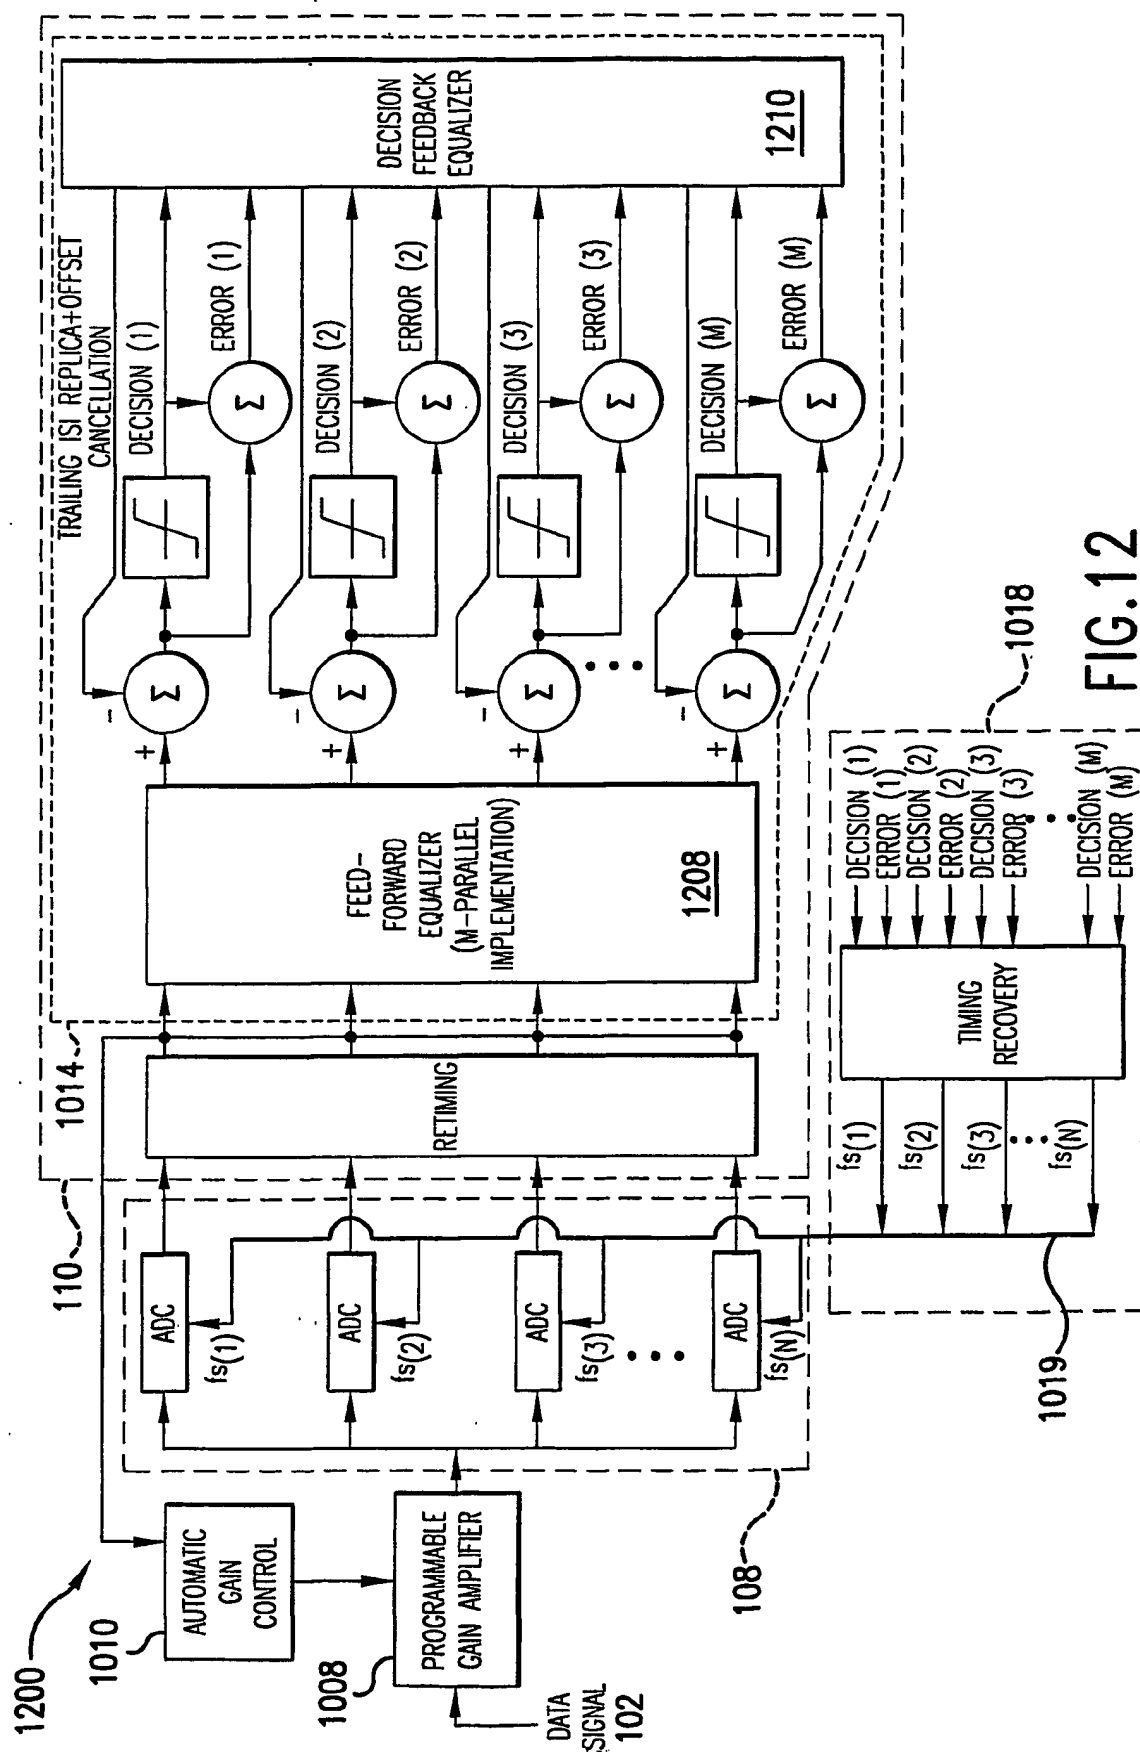 1200
1010
AUTOMATIC
GAIN
CONTROL
1008
PROGRAMMABLE
GAIN AMPLIFIER
DATA
SIGNAL
102
108
110
1014
ADC
fs(1)
ADC
fs(2)
ADC
fs(3)
• • •
ADC
fs(N)
RETIMING
FEED-
FORWARD
EQUALIZER
(M-PARALLEL
IMPLEMENTATION)
1208
TRAILING ISI REPLICA+OFFSET
CANCELLATION
+
-
Σ
DECISION (1)
Σ
ERROR (1)
+
-
Σ
DECISION (2)
Σ
ERROR (2)
+
-
Σ
DECISION (3)
Σ
ERROR (3)
• • •
+
-
Σ
DECISION (M)
Σ
ERROR (M)
DECISION
FEEDBACK
EQUALIZER
1210
1018
1019
fs(1)
fs(2)
fs(3)
• • •
fs(N)
TIMING
RECOVERY
DECISION (1)
ERROR (1)
DECISION (2)
ERROR (2)
DECISION (3)
ERROR (3)
• • •
DECISION (M)
ERROR (M)
FIG.12